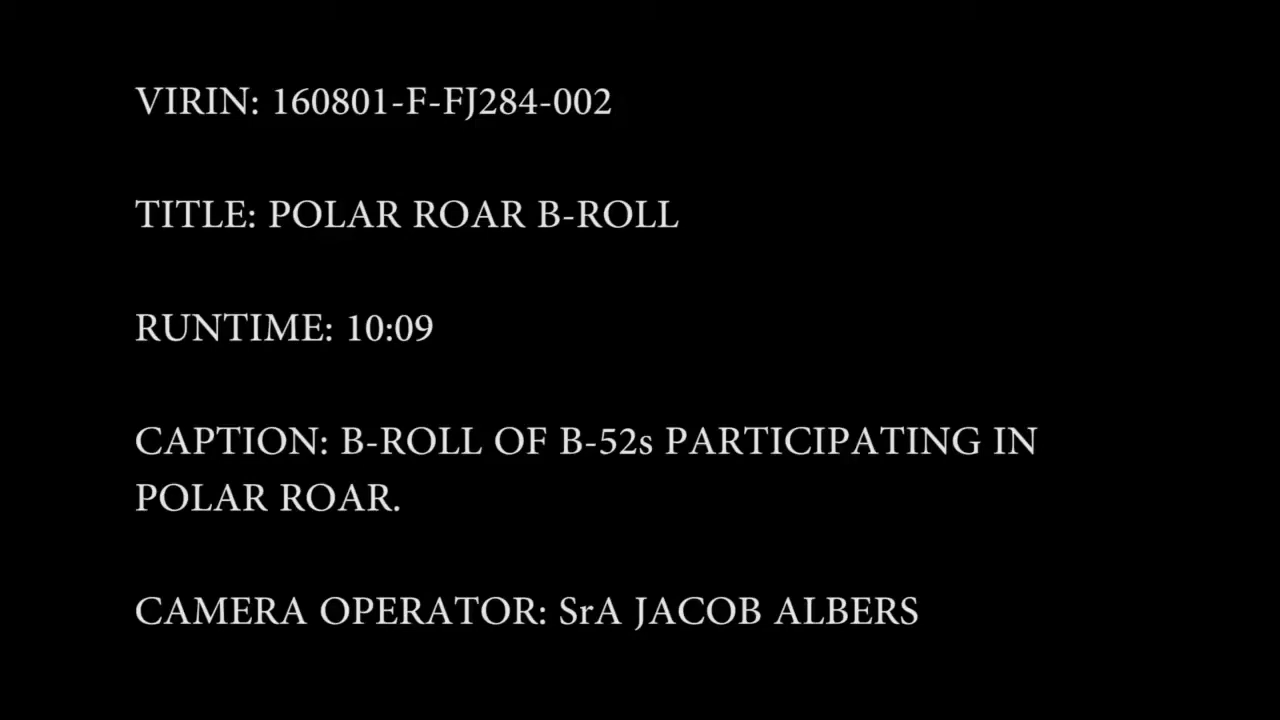 VIRIN: 160801-F-FJ284-002
TITLE: POLAR ROAR B-ROLL
RUNTIME: 10:09
CAPTION: B-ROLL OF B-52s PARTICIPATING IN
POLAR ROAR.
CAMERA OPERATOR: SrA JACOB ALBERS